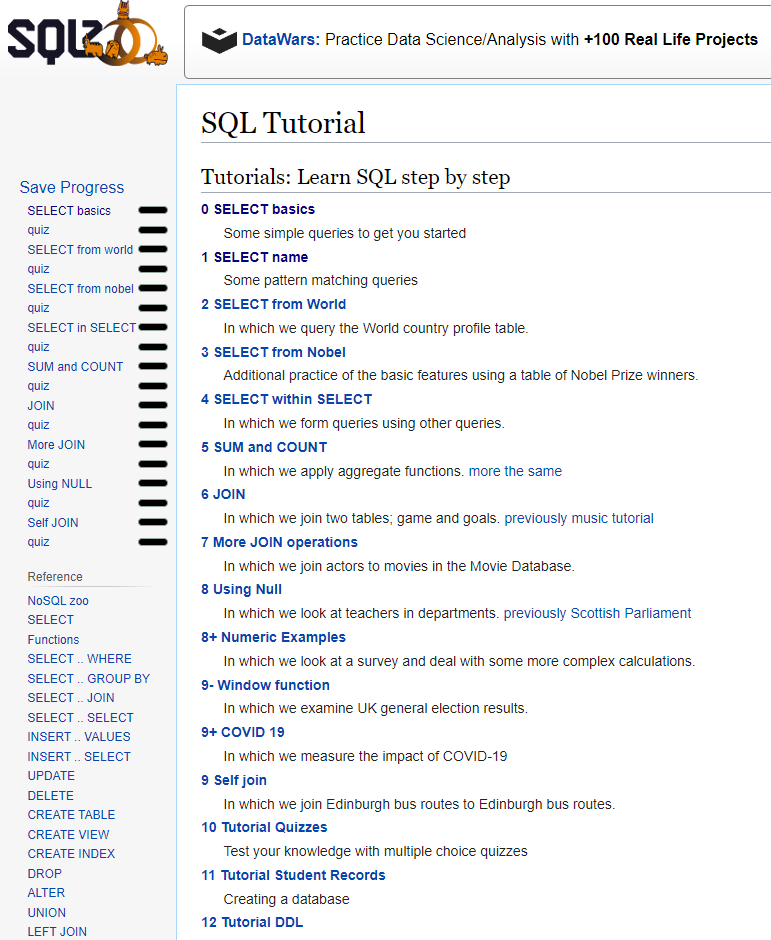 SQLZOO
DataWars: Practice Data Science/Analysis with +100 Real Life Projects
Save Progress
SELECT basics
quiz
SELECT from world
quiz
SELECT from nobel
quiz
SELECT in SELECT
quiz
SUM and COUNT
quiz
JOIN
quiz
More JOIN
quiz
Using NULL
quiz
Self JOIN
quiz
Reference
NoSQL zoo
SELECT
Functions
SELECT .. WHERE
SELECT .. GROUP BY
SELECT .. JOIN
SELECT .. SELECT
INSERT .. VALUES
INSERT .. SELECT
UPDATE
DELETE
CREATE TABLE
CREATE VIEW
CREATE INDEX
DROP
ALTER
UNION
LEFT JOIN
SQL Tutorial
Tutorials: Learn SQL step by step
0 SELECT basics
Some simple queries to get you started
1 SELECT name
Some pattern matching queries
2 SELECT from World
In which we query the World country profile table.
3 SELECT from Nobel
Additional practice of the basic features using a table of Nobel Prize winners.
4 SELECT within SELECT
In which we form queries using other queries.
5 SUM and COUNT
In which we apply aggregate functions. more the same
6 JOIN
In which we join two tables; game and goals. previously music tutorial
7 More JOIN operations
In which we join actors to movies in the Movie Database.
8 Using Null
In which we look at teachers in departments. previously Scottish Parliament
8+ Numeric Examples
In which we look at a survey and deal with some more complex calculations.
9- Window function
In which we examine UK general election results.
9+ COVID 19
In which we measure the impact of COVID-19
9 Self join
In which we join Edinburgh bus routes to Edinburgh bus routes.
10 Tutorial Quizzes
Test your knowledge with multiple choice quizzes
11 Tutorial Student Records
Creating a database
12 Tutorial DDL